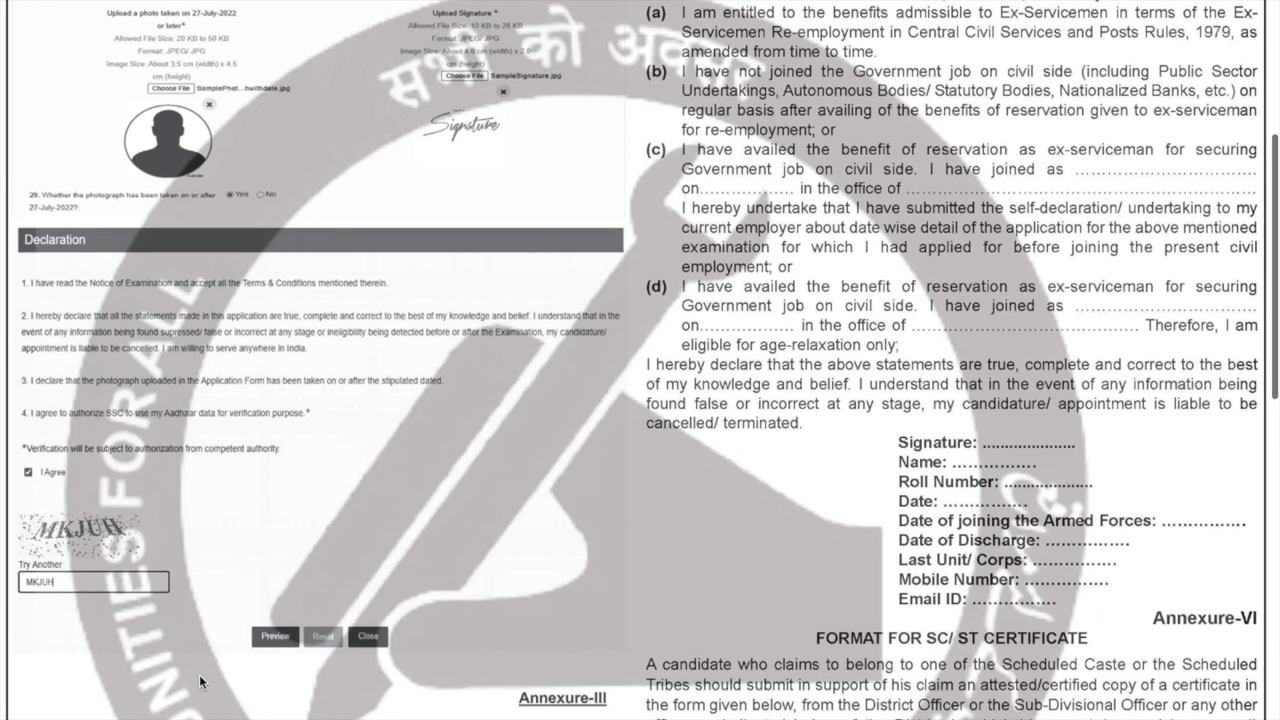 Upload a photo taken on 27-July-2022
or later*
Allowed File Size: 20 KB to 50 KB
Format: JPEG/ JPG
Image Size: About 3.5 cm (width) x 4.5
cm (height)
Choose File SamplePhot...hwithdate.jpg
Upload Signature *
Allowed File Size: 10 KB to 20 KB
Format: JPEG/ JPG
Image Size: About 4.0 cm (width) x 2.0
cm (height)
Choose File SampleSignature.jpg
Signature
29. Whether the photograph has been taken on or after Yes No
27-July-2022?:
Declaration
1. I have read the Notice of Examination and accept all the Terms & Conditions mentioned therein.
2. I hereby declare that all the statements made in this application are true, complete and correct to the best of my knowledge and belief. I understand that in the
event of any information being found supressed/ false or incorrect at any stage or ineligibility being detected before or after the Examination, my candidature/
appointment is liable to be cancelled. I am willing to serve anywhere in India.
3. I declare that the photograph uploaded in the Application Form has been taken on or after the stipulated dated.
4. I agree to authorize SSC to use my Aadhaar data for verification purpose.*
*Verification will be subject to authorization from competent authority.
I Agree
MKJUH
Try Another
MKJUH
Preview Reset Close
Annexure-III
(a) I am entitled to the benefits admissible to Ex-Servicemen in terms of the Ex-
Servicemen Re-employment in Central Civil Services and Posts Rules, 1979, as
amended from time to time.
(b) I have not joined the Government job on civil side (including Public Sector
Undertakings, Autonomous Bodies/ Statutory Bodies, Nationalized Banks, etc.) on
regular basis after availing of the benefits of reservation given to ex-serviceman
for re-employment; or
(c) I have availed the benefit of reservation as ex-serviceman for securing
Government job on civil side. I have joined as ................................
on................. in the office of ..............................................................
I hereby undertake that I have submitted the self-declaration/ undertaking to my
current employer about date wise detail of the application for the above mentioned
examination for which I had applied for before joining the present civil
employment; or
(d) I have availed the benefit of reservation as ex-serviceman for securing
Government job on civil side. I have joined as ................................
on.................. in the office of ........................................ Therefore, I am
eligible for age-relaxation only;
I hereby declare that the above statements are true, complete and correct to the best
of my knowledge and belief. I understand that in the event of any information being
found false or incorrect at any stage, my candidature/ appointment is liable to be
cancelled/ terminated.
Signature: .....................
Name: ................
Roll Number: ....................
Date: ................
Date of joining the Armed Forces: ................
Date of Discharge: ................
Last Unit/ Corps: ................
Mobile Number: ................
Email ID: ................
Annexure-VI
FORMAT FOR SC/ ST CERTIFICATE
A candidate who claims to belong to one of the Scheduled Caste or the Scheduled
Tribes should submit in support of his claim an attested/certified copy of a certificate in
the form given below, from the District Officer or the Sub-Divisional Officer or any other
को
UNITIES FOR ALL